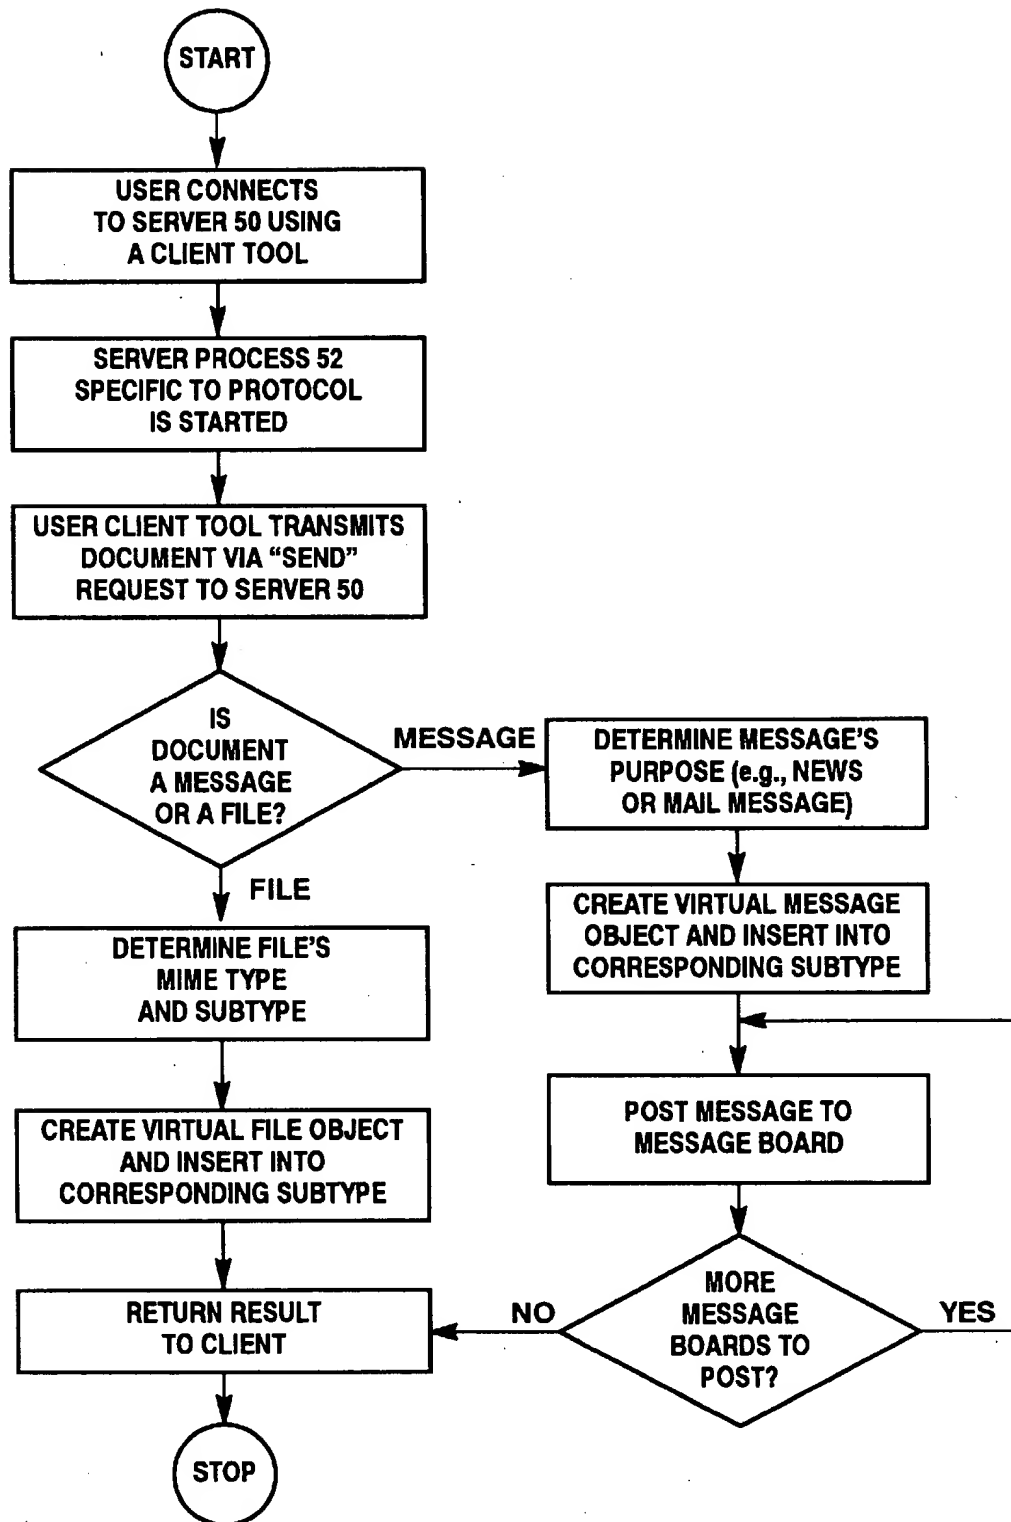 START
USER CONNECTS
TO SERVER 50 USING
A CLIENT TOOL
SERVER PROCESS 52
SPECIFIC TO PROTOCOL
IS STARTED
USER CLIENT TOOL TRANSMITS
DOCUMENT VIA “SEND”
REQUEST TO SERVER 50
IS
DOCUMENT
A MESSAGE
OR A FILE?
MESSAGE
DETERMINE MESSAGE'S
PURPOSE (e.g., NEWS
OR MAIL MESSAGE)
FILE
CREATE VIRTUAL MESSAGE
OBJECT AND INSERT INTO
CORRESPONDING SUBTYPE
DETERMINE FILE'S
MIME TYPE
AND SUBTYPE
POST MESSAGE TO
MESSAGE BOARD
CREATE VIRTUAL FILE OBJECT
AND INSERT INTO
CORRESPONDING SUBTYPE
MORE
MESSAGE
BOARDS TO
POST?
YES
NO
RETURN RESULT
TO CLIENT
STOP